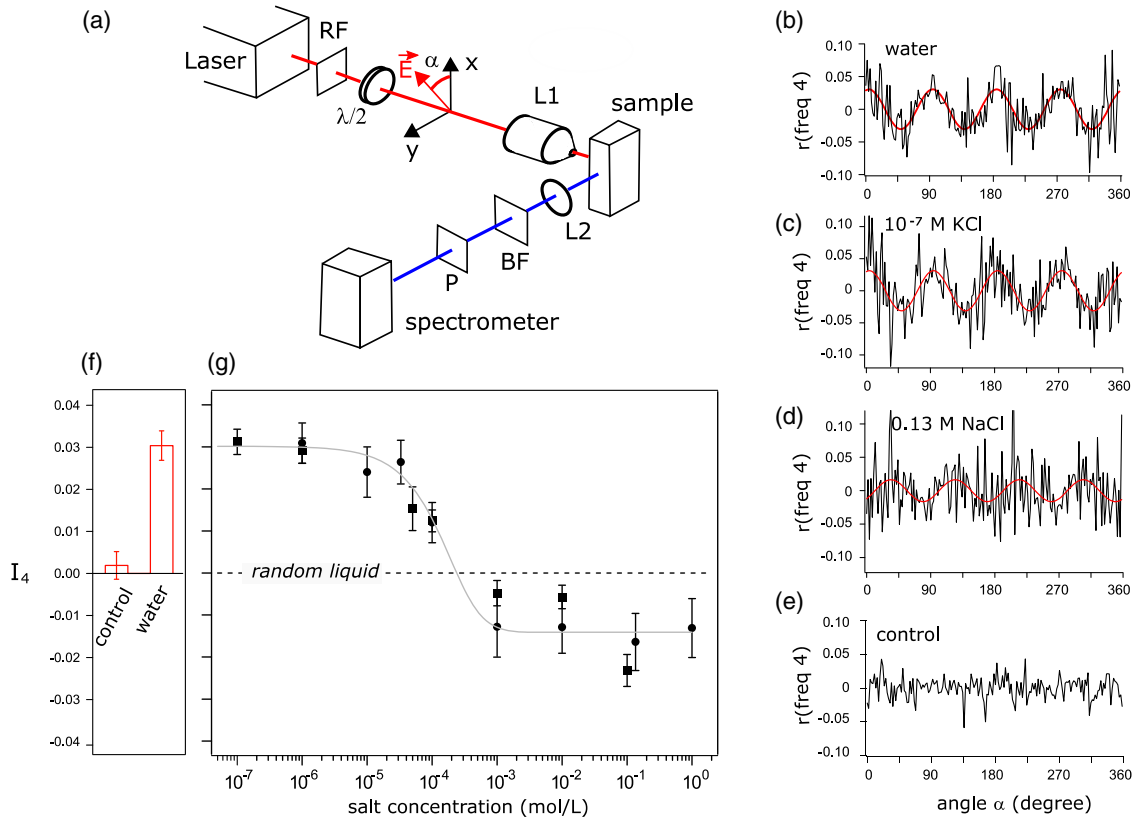 (a)
Laser
RF
λ/2
E
α
x
y
L1
sample
L2
BF
P
spectrometer
(b)
water
r(freq 4)
0.10
0.05
0
-0.05
-0.10
0 90 180 270 360
(c)
10⁻⁷ M KCl
r(freq 4)
0.10
0.05
0
-0.05
-0.10
0 90 180 270 360
(d)
0.13 M NaCl
r(freq 4)
0.10
0.05
0
-0.05
-0.10
0 90 180 270 360
(e)
control
r(freq 4)
0.10
0.05
0
-0.05
-0.10
0 90 180 270 360
angle α (degree)
(f)
I₄
0.04
0.03
0.02
0.01
0.00
-0.01
-0.02
-0.03
-0.04
control
water
(g)
random liquid
10⁻⁷ 10⁻⁶ 10⁻⁵ 10⁻⁴ 10⁻³ 10⁻² 10⁻¹ 10⁰
salt concentration (mol/L)